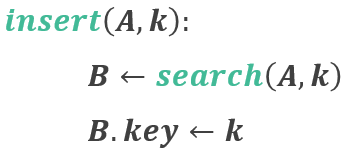 insert(A, k):
B ← search(A, k)
B. key ← k